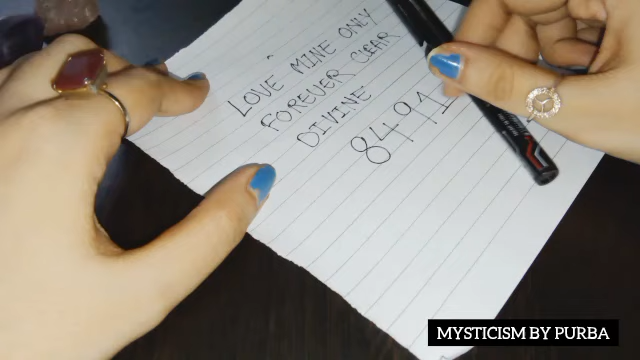 LOVE MINE ONLY
FOREVER CLEAR
DIVINE
8491
MYSTICISM BY PURBA